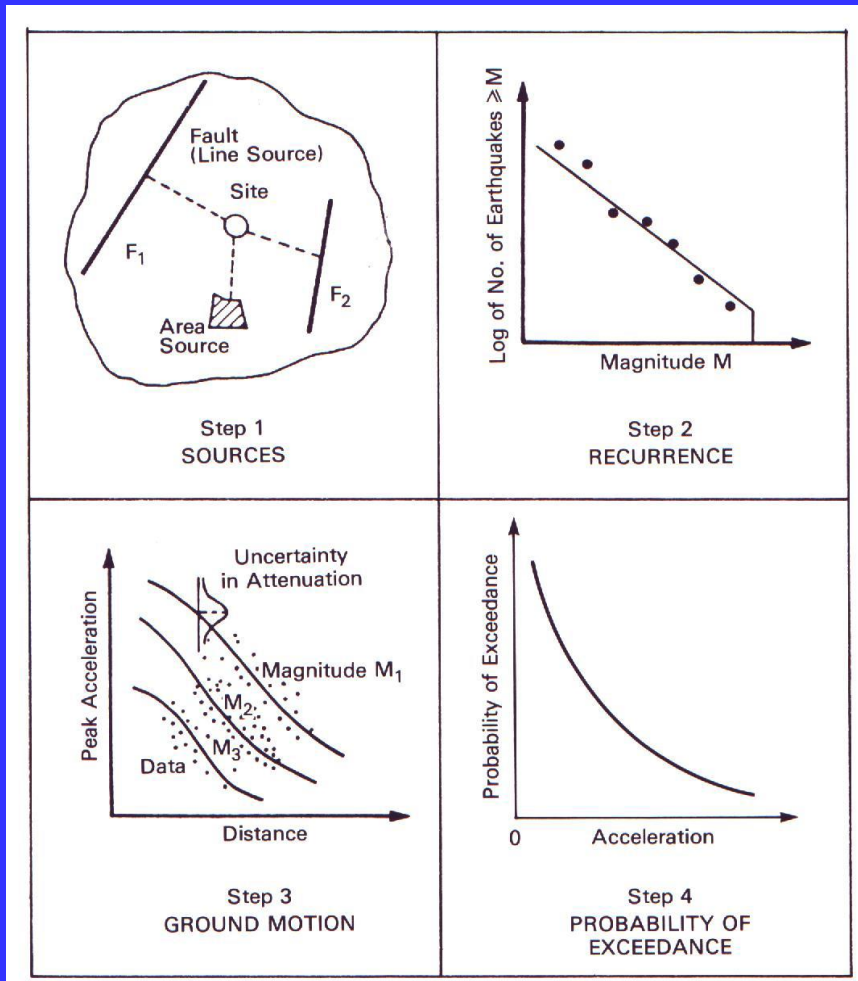 Fault
(Line Source)
Site
F₁
F₂
Area
Source
Step 1
SOURCES
Log of No. of Earthquakes ⩾ M
Magnitude M
Step 2
RECURRENCE
Uncertainty
in Attenuation
Magnitude M₁
M₂
M₃
Data
Peak Acceleration
Distance
Step 3
GROUND MOTION
Probability of Exceedance
0
Acceleration
Step 4
PROBABILITY OF
EXCEEDANCE